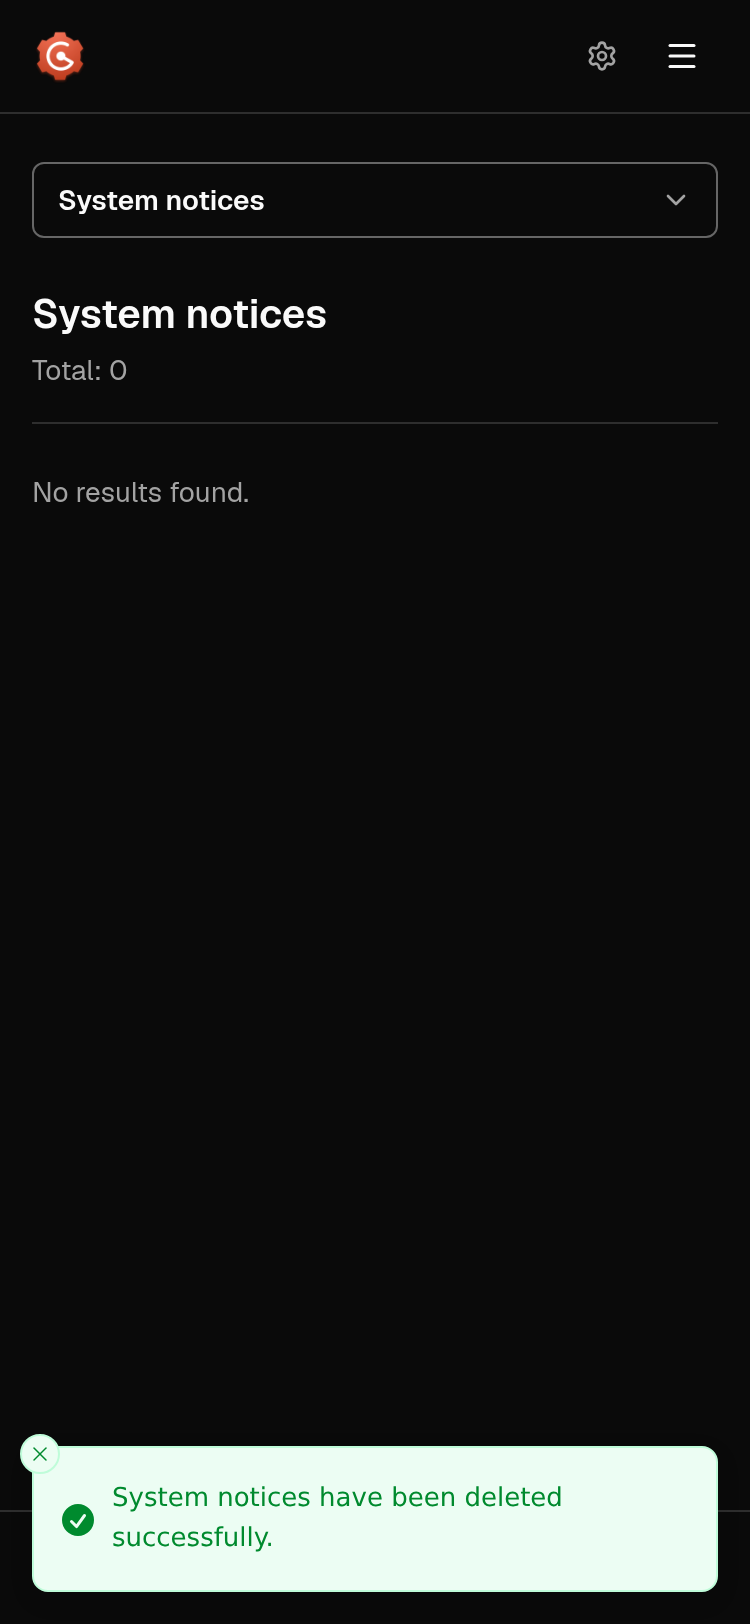 System notices
System notices
Total: 0
No results found.
System notices have been deleted
successfully.